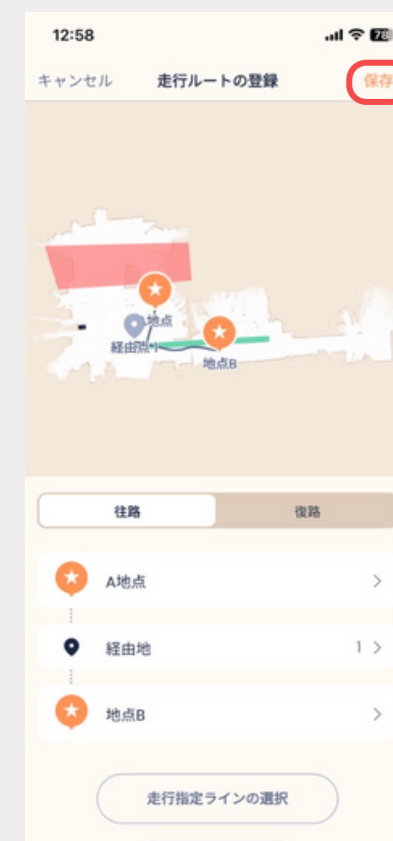 12:58
78
キャンセル 走行ルートの登録 保存
地点
経由点1
地点B
往路 復路
A地点
経由地 1
地点B
走行指定ラインの選択